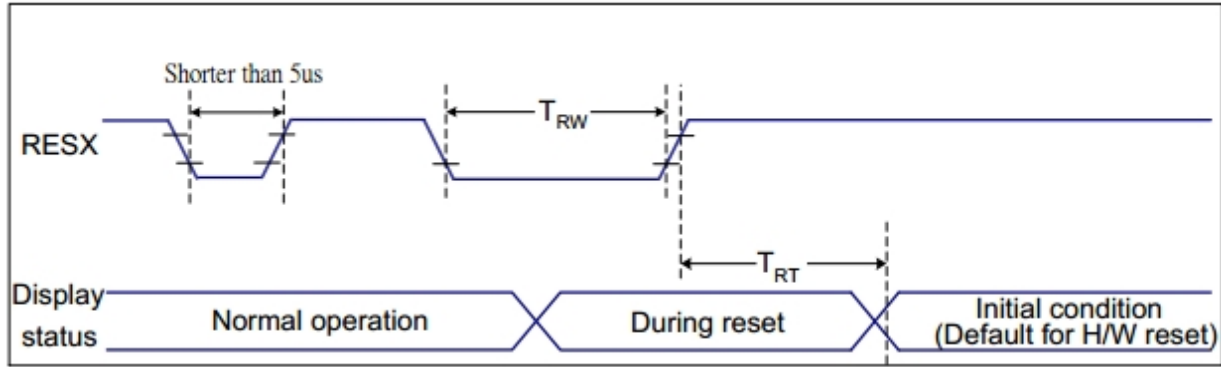 Shorter than 5us
RESX
TRW
TRT
Display
status
Normal operation
During reset
Initial condition
(Default for H/W reset)